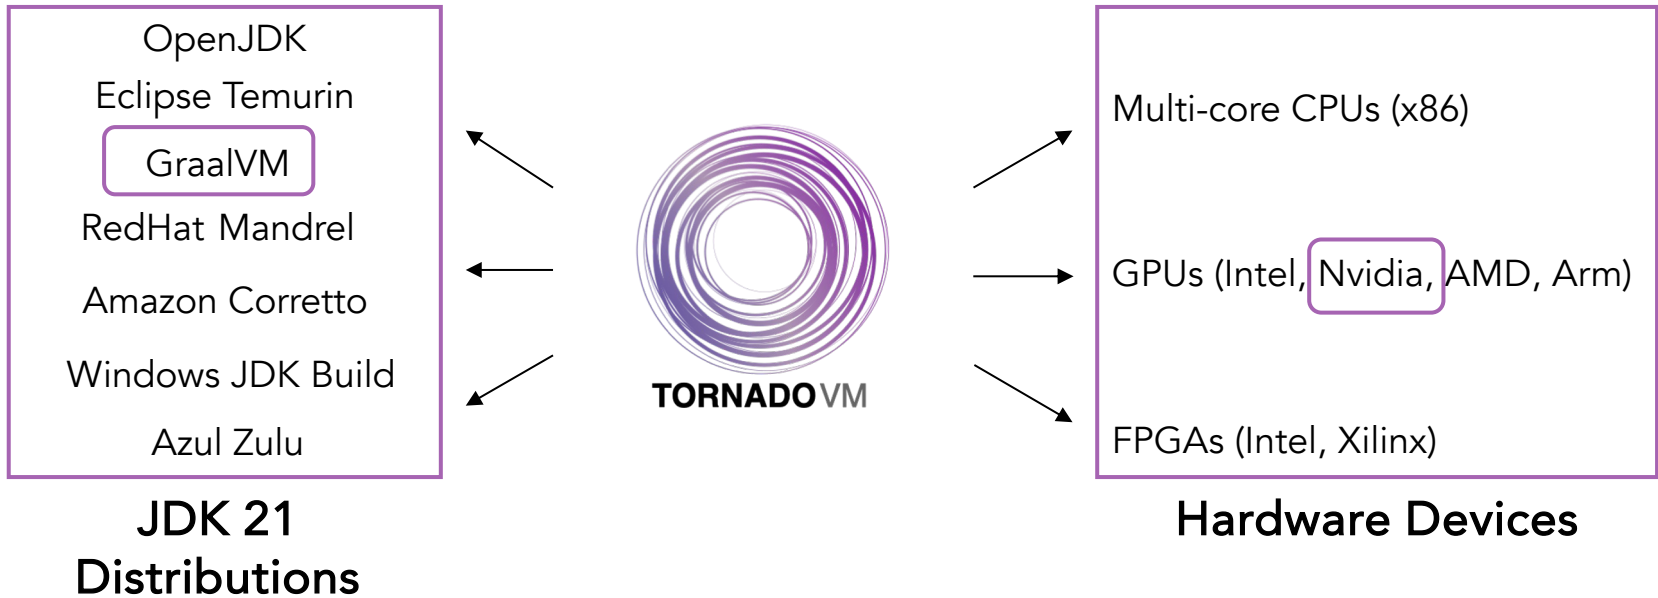 OpenJDK
Eclipse Temurin
GraalVM
RedHat Mandrel
Amazon Corretto
Windows JDK Build
Azul Zulu
JDK 21
Distributions
TORNADOVM
Multi-core CPUs (x86)
GPUs (Intel, Nvidia, AMD, Arm)
FPGAs (Intel, Xilinx)
Hardware Devices